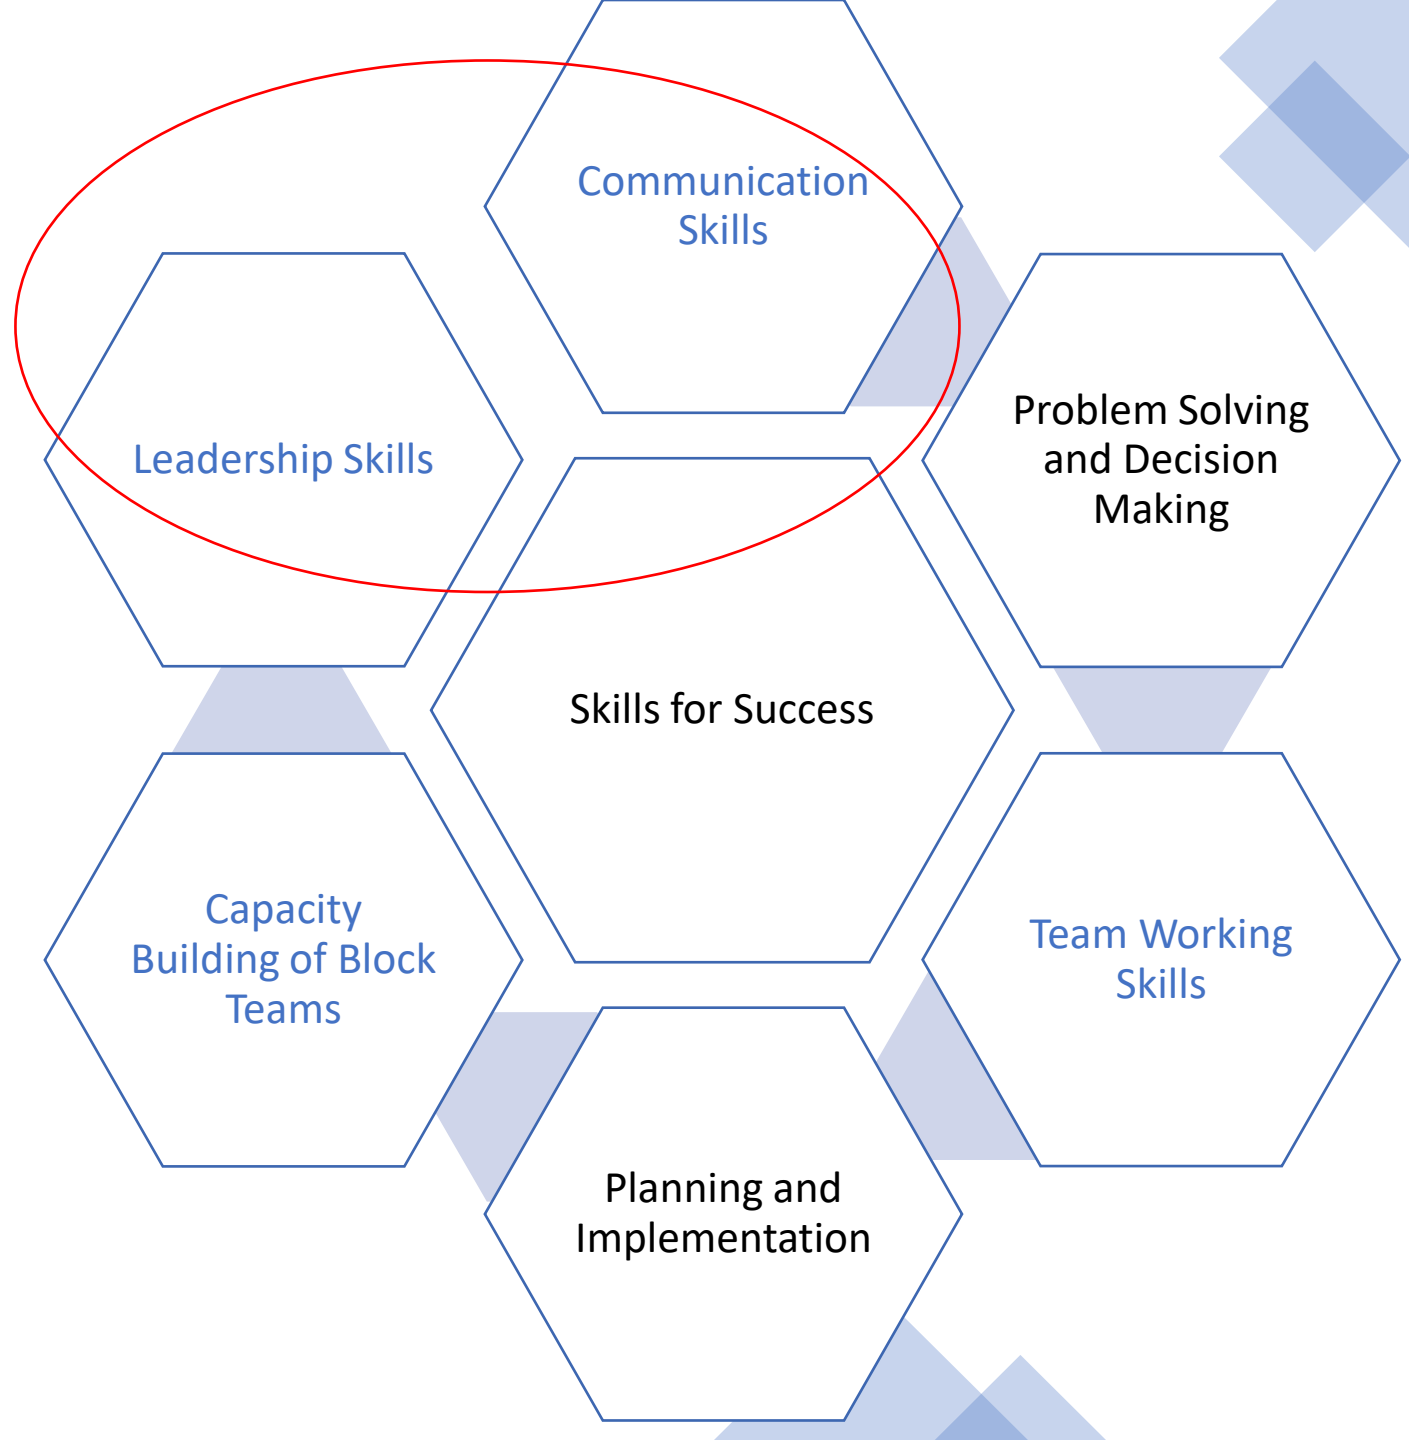 Communication
Skills
Problem Solving
and Decision
Making
Leadership Skills
Skills for Success
Capacity
Building of Block
Teams
Team Working
Skills
Planning and
Implementation